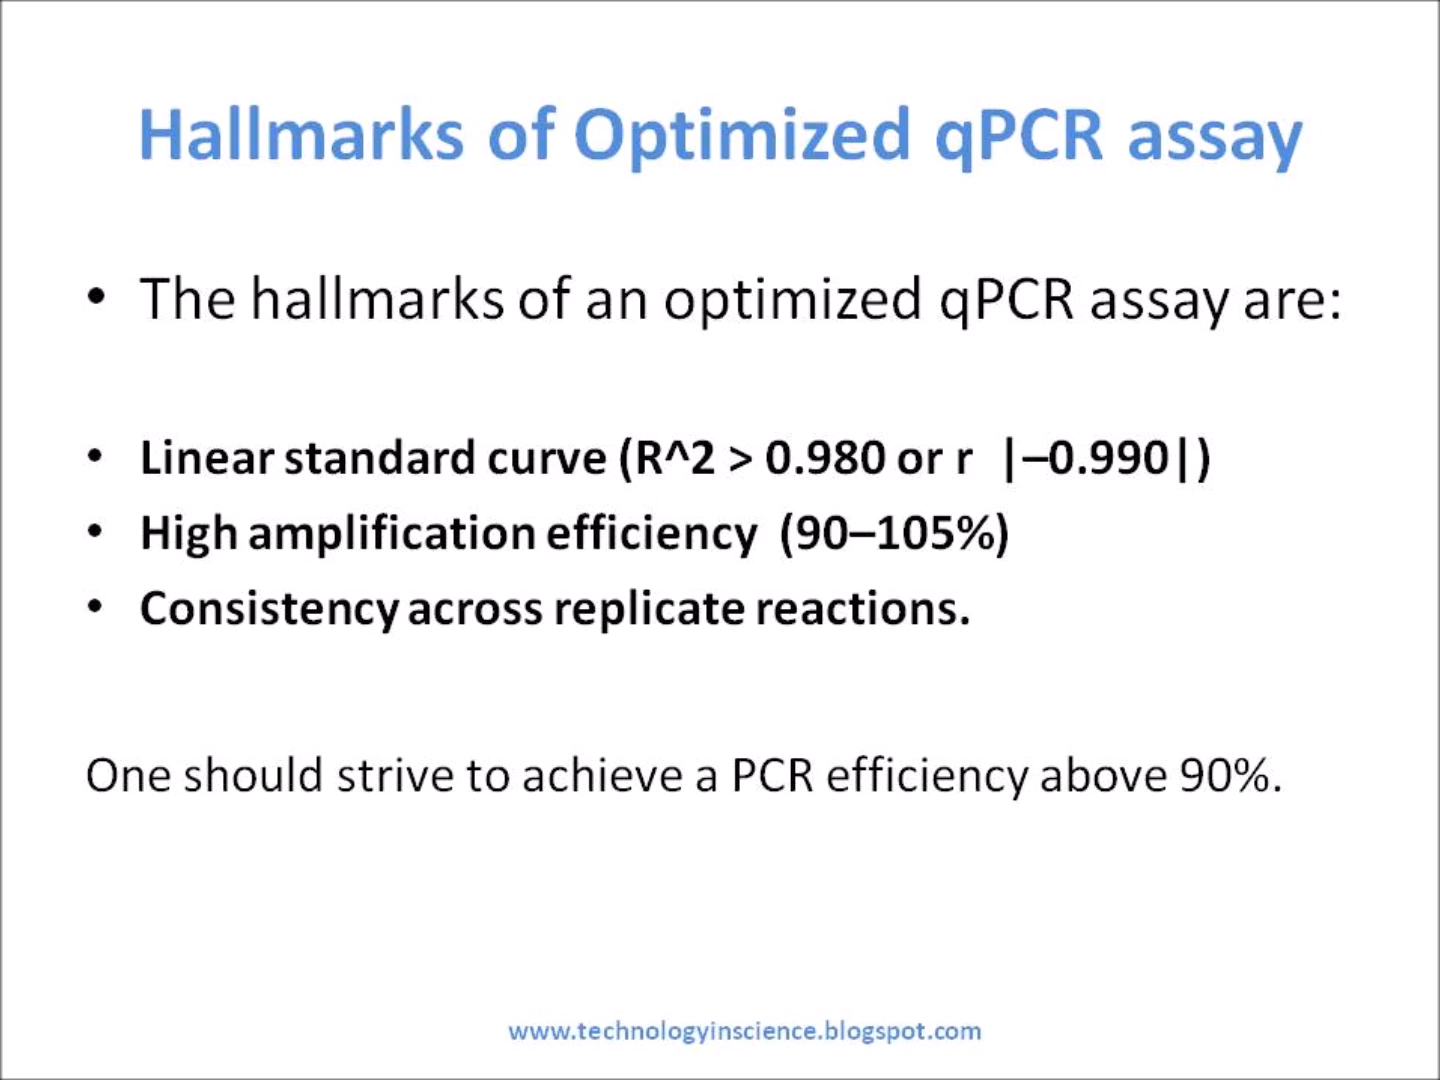 Hallmarks of Optimized qPCR assay
• The hallmarks of an optimized qPCR assay are:
• Linear standard curve (R^2 > 0.980 or r |–0.990|)
• High amplification efficiency (90–105%)
• Consistency across replicate reactions.
One should strive to achieve a PCR efficiency above 90%.
www.technologyinscience.blogspot.com